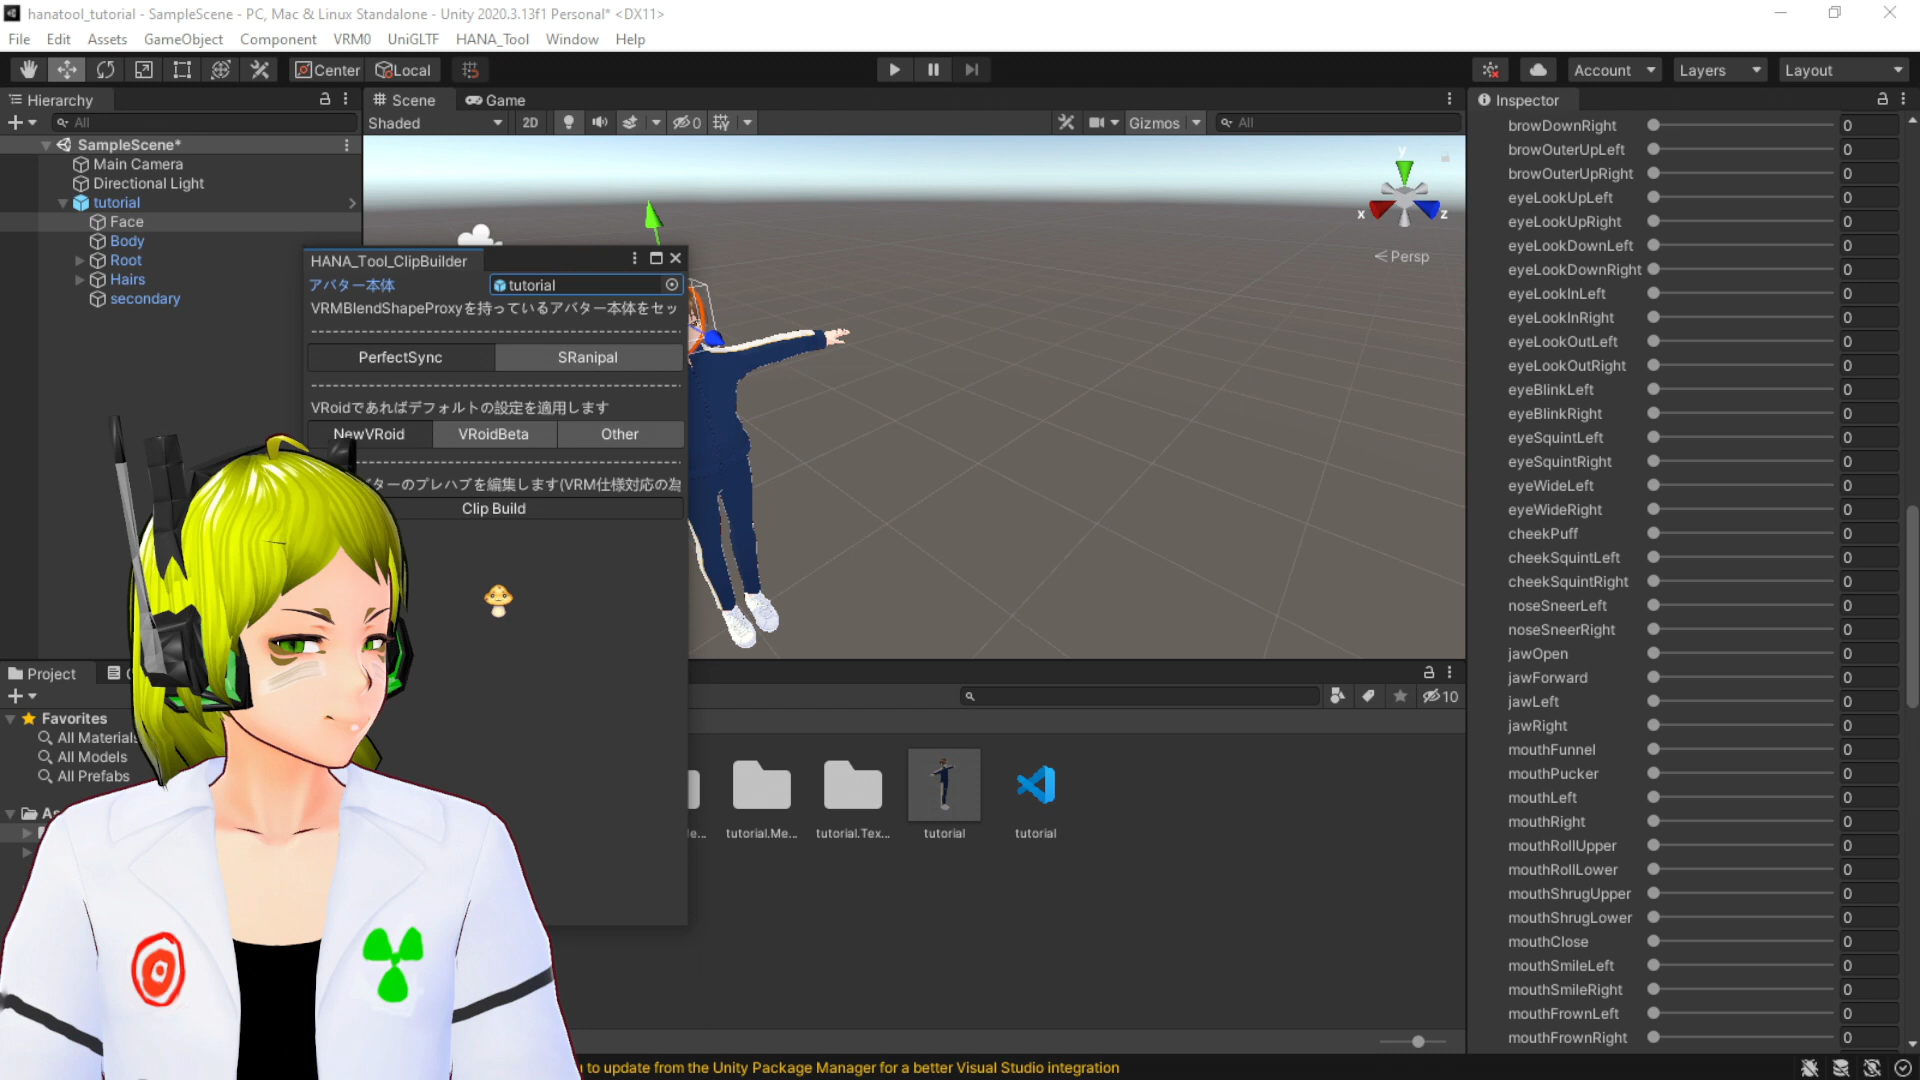 hanatool_tutorial - SampleScene - PC, Mac & Linux Standalone - Unity 2020.3.13f1 Personal* <DX11>
File Edit Assets GameObject Component VRM0 UniGLTF HANA_Tool Window Help
Center Local Account Layers Layout
Hierarchy
All
SampleScene*
Main Camera
Directional Light
tutorial
Face
Body
Root
Hairs
secondary
Scene Game
Shaded 2D 0 Gizmos All
y
x z
Persp
HANA_Tool_ClipBuilder
アバター本体 tutorial
VRMBlendShapeProxyを持っているアバター本体をセッ
PerfectSync SRanipal
VRoidであればデフォルトの設定を適用します
NewVRoid VRoidBeta Other
ターのプレハブを編集します(VRM仕様対応の為
Clip Build
Project
Favorites
All Materials
All Models
All Prefabs
10
tutorial.Me... tutorial.Tex... tutorial tutorial
to update from the Unity Package Manager for a better Visual Studio integration
Inspector
browDownRight 0
browOuterUpLeft 0
browOuterUpRight 0
eyeLookUpLeft 0
eyeLookUpRight 0
eyeLookDownLeft 0
eyeLookDownRight 0
eyeLookInLeft 0
eyeLookInRight 0
eyeLookOutLeft 0
eyeLookOutRight 0
eyeBlinkLeft 0
eyeBlinkRight 0
eyeSquintLeft 0
eyeSquintRight 0
eyeWideLeft 0
eyeWideRight 0
cheekPuff 0
cheekSquintLeft 0
cheekSquintRight 0
noseSneerLeft 0
noseSneerRight 0
jawOpen 0
jawForward 0
jawLeft 0
jawRight 0
mouthFunnel 0
mouthPucker 0
mouthLeft 0
mouthRight 0
mouthRollUpper 0
mouthRollLower 0
mouthShrugUpper 0
mouthShrugLower 0
mouthClose 0
mouthSmileLeft 0
mouthSmileRight 0
mouthFrownLeft 0
mouthFrownRight 0